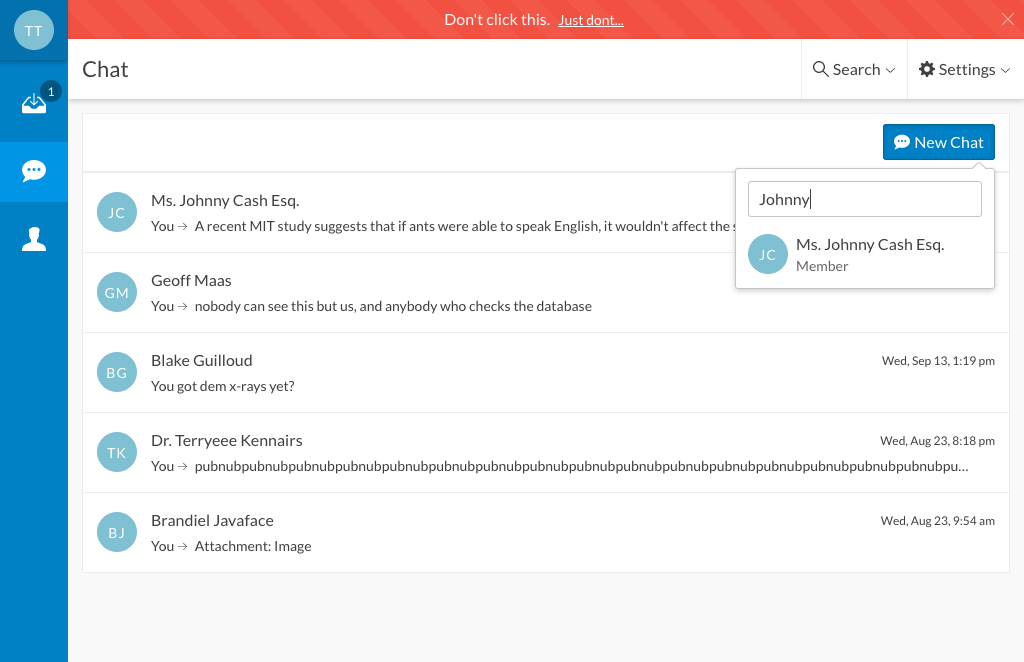 TT
Don't click this. Just dont...
1
Chat
Search
Settings
New Chat
Johnny
JC
Ms. Johnny Cash Esq.
Member
JC
Ms. Johnny Cash Esq.
You → A recent MIT study suggests that if ants were able to speak English, it wouldn't affect the
GM
Geoff Maas
You → nobody can see this but us, and anybody who checks the database
BG
Blake Guilloud
Wed, Sep 13, 1:19 pm
You got dem x-rays yet?
TK
Dr. Terryeee Kennairs
Wed, Aug 23, 8:18 pm
You → pubnubpubnubpubnubpubnubpubnubpubnubpubnubpubnubpubnubpubnubpubnubpubnubpubnubpubnubpu...
BJ
Brandiel Javaface
Wed, Aug 23, 9:54 am
You → Attachment: Image